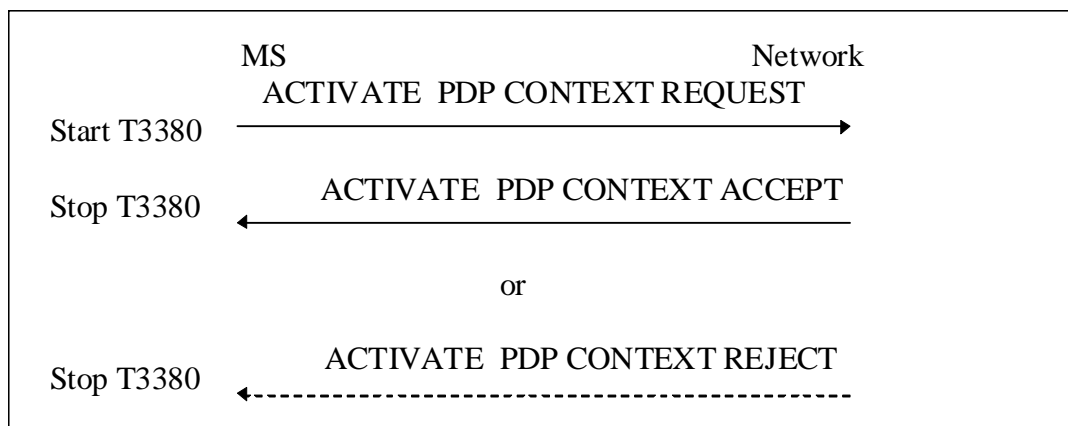 MS Network
ACTIVATE PDP CONTEXT REQUEST
Start T3380
ACTIVATE PDP CONTEXT ACCEPT
Stop T3380
or
ACTIVATE PDP CONTEXT REJECT
Stop T3380